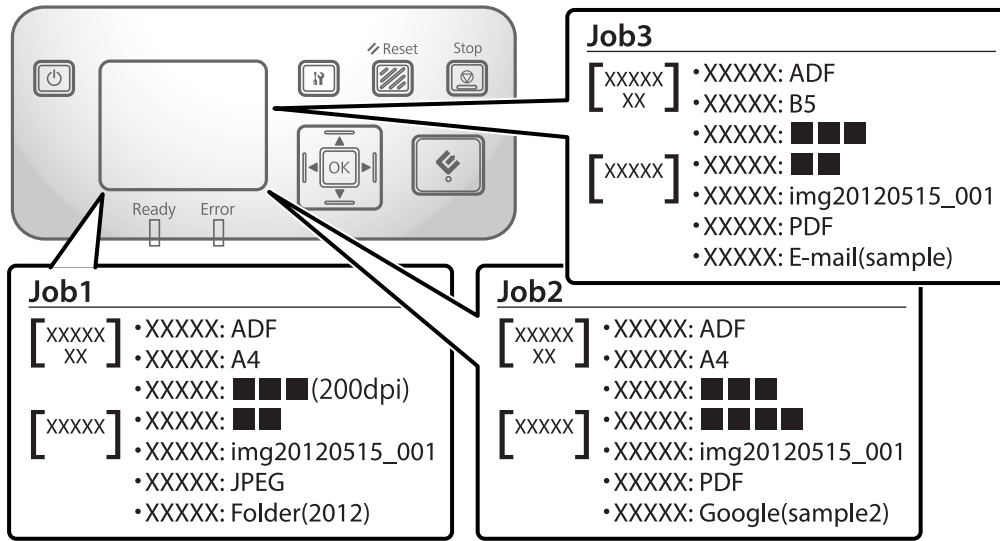 Reset
Stop
OK
Ready
Error
Job3
[XXXXX XX]
•XXXXX: ADF
•XXXXX: B5
•XXXXX: ■■■
[XXXXX]
•XXXXX: ■■
•XXXXX: img20120515_001
•XXXXX: PDF
•XXXXX: E-mail(sample)
Job1
[XXXXX XX]
•XXXXX: ADF
•XXXXX: A4
•XXXXX: ■■■(200dpi)
[XXXXX]
•XXXXX: ■■
•XXXXX: img20120515_001
•XXXXX: JPEG
•XXXXX: Folder(2012)
Job2
[XXXXX XX]
•XXXXX: ADF
•XXXXX: A4
•XXXXX: ■■■
[XXXXX]
•XXXXX: ■■■■
•XXXXX: img20120515_001
•XXXXX: PDF
•XXXXX: Google(sample2)